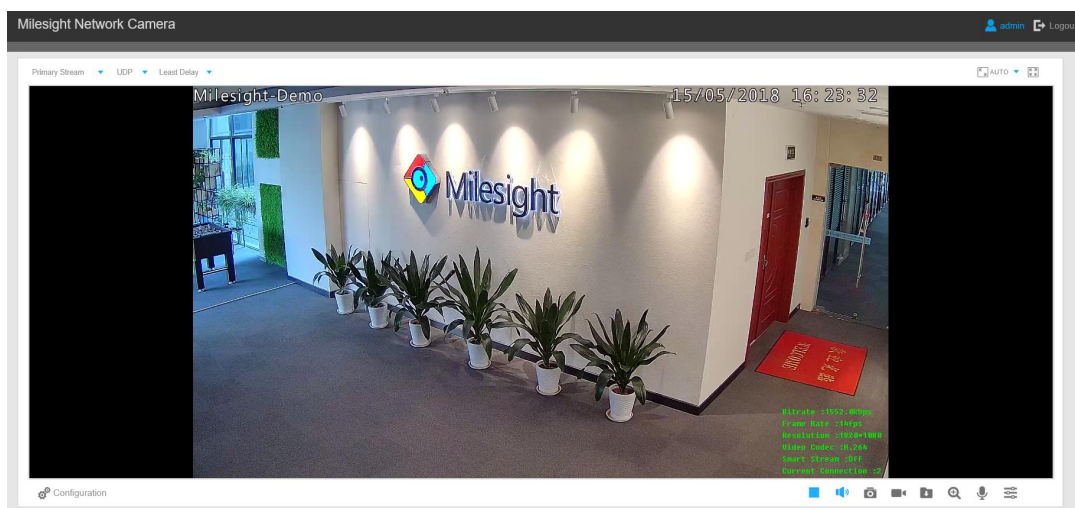 Milesight Network Camera
admin
Logou
Primary Stream
UDP
Least Delay
AUTO
Milesight-Demo
15/05/2018 16:23:32
Milesight
WELCOME
Bitrate :1552.0kbps
Frame Rate :14fps
Resolution :1920*1080
Video Codec :H.264
Smart Stream :OFF
Current Connection :2
Configuration